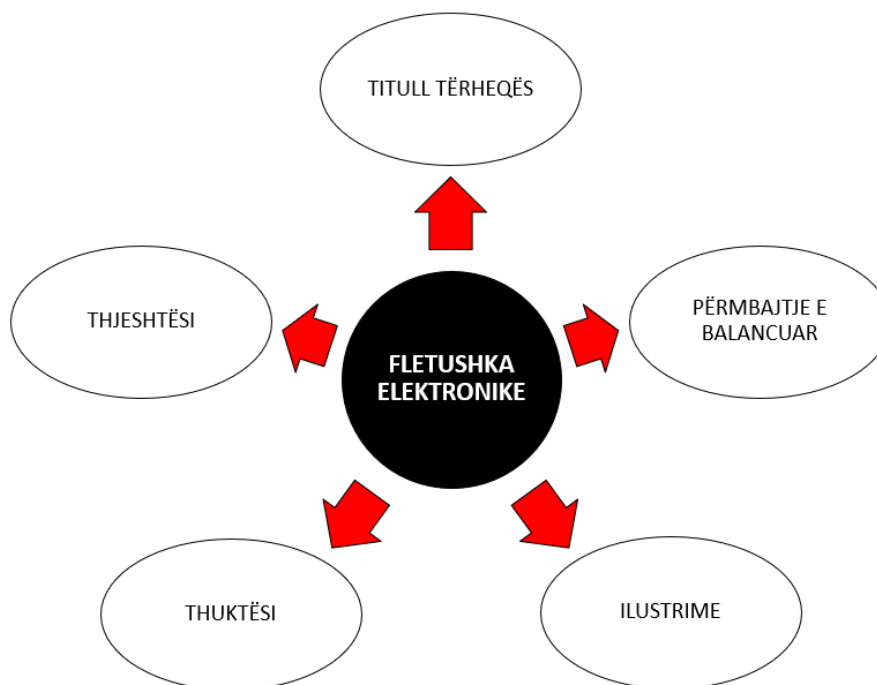 TITULL TËRHEQËS
THJESHTËSI
PËRMBAJTJE E
BALANCUAR
FLETUSHKA
ELEKTRONIKE
THUKTËSI
ILUSTRIME